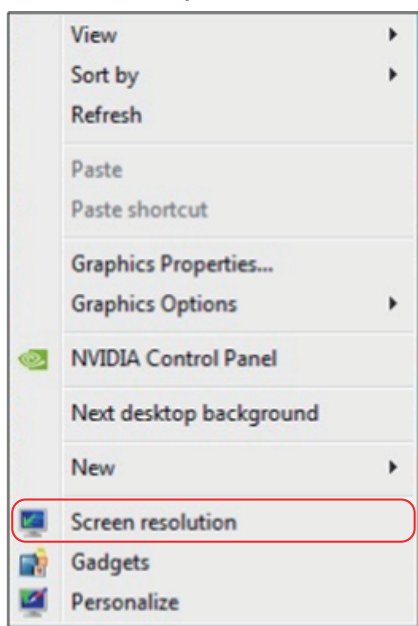 View
Sort by
Refresh
Paste
Paste shortcut
Graphics Properties...
Graphics Options
NVIDIA Control Panel
Next desktop background
New
Screen resolution
Gadgets
Personalize